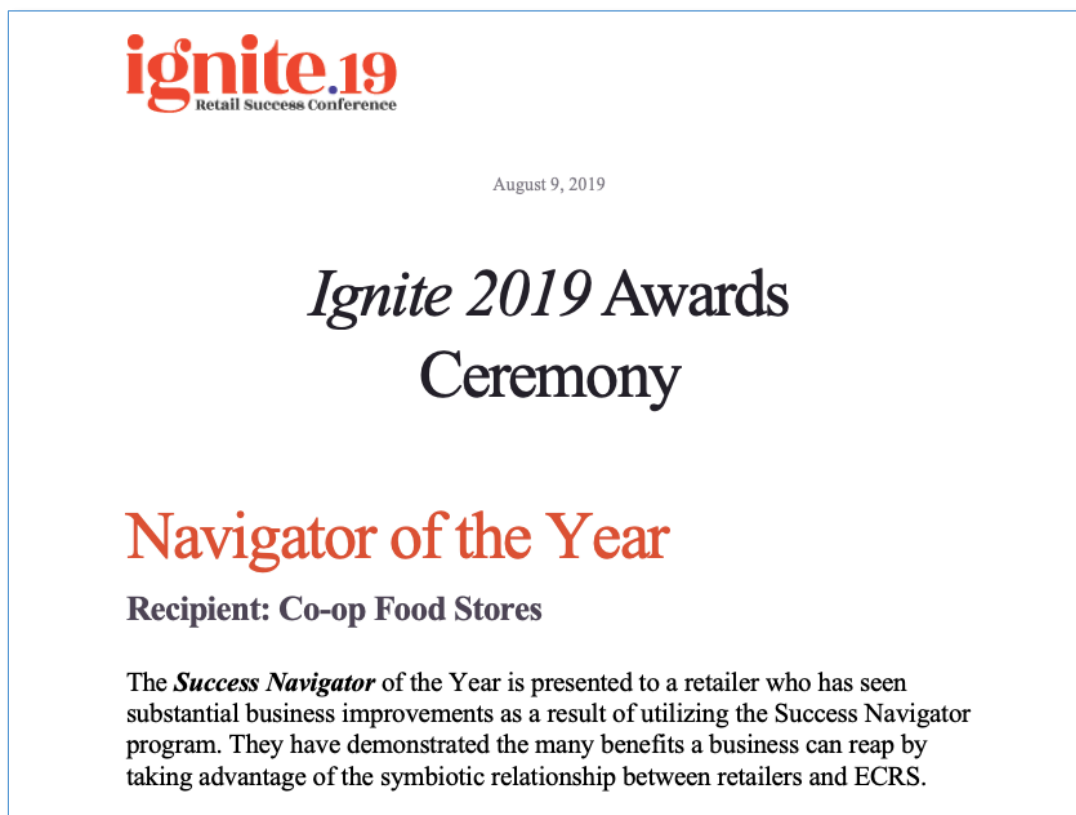 ignite.19
Retail Success Conference
August 9, 2019
Ignite 2019 Awards
Ceremony
Navigator of the Year
Recipient: Co-op Food Stores
The Success Navigator of the Year is presented to a retailer who has seen
substantial business improvements as a result of utilizing the Success Navigator
program. They have demonstrated the many benefits a business can reap by
taking advantage of the symbiotic relationship between retailers and ECRS.